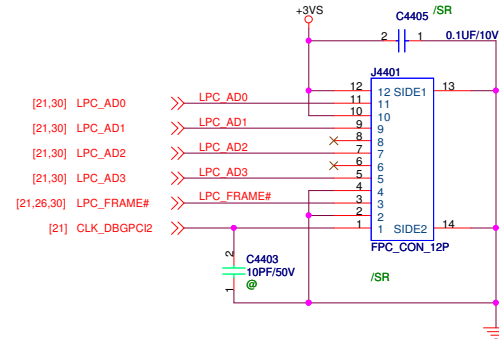 +3VS
C4405 /SR
2 1 0.1UF/10V
J4401
12 12 SIDE1 13
[21,30] LPC_AD0 LPC_AD0 11 11
10 10
[21,30] LPC_AD1 LPC_AD1 9 9
8 8
[21,30] LPC_AD2 LPC_AD2 7 7
6 6
[21,30] LPC_AD3 LPC_AD3 5 5
4 4
[21,26,30] LPC_FRAME# LPC_FRAME# 3 3
2 2
[21] CLK_DBGPCI2 1 1 SIDE2 14
FPC_CON_12P
2 C4403
10PF/50V
1 @
/SR